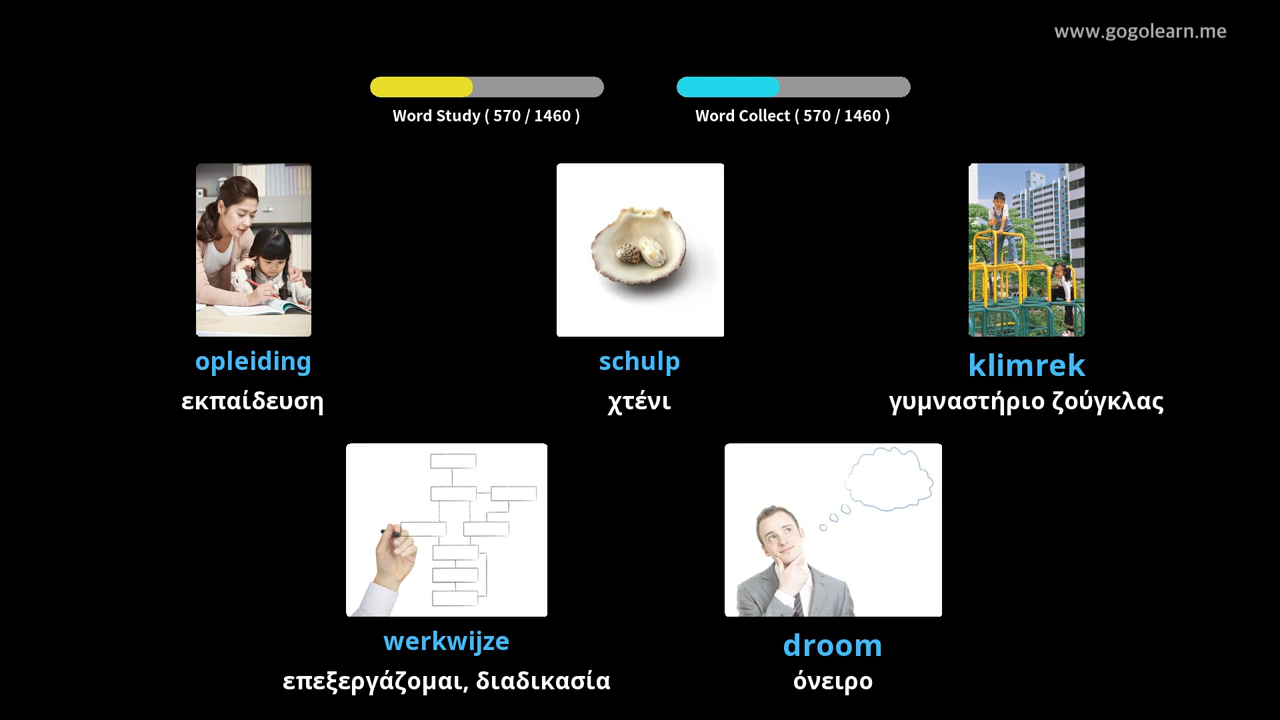 www.gogolearn.me
Word Study ( 570 / 1460 )
Word Collect ( 570 / 1460 )
opleiding
schulp
klimrek
εκπαίδευση
χτένι
γυμναστήριο ζούγκλας
werkwijze
droom
επεξεργάζομαι, διαδικασία
όνειρο